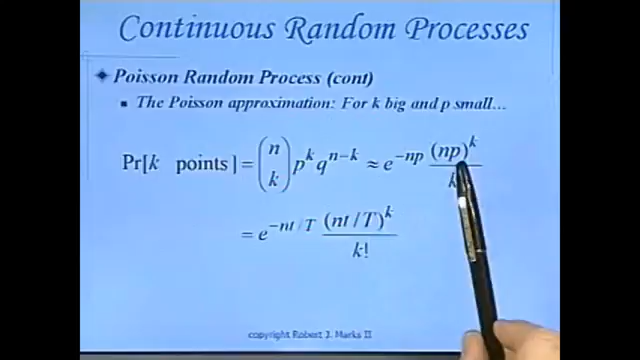 Continuous Random Processes
Poisson Random Process (cont)
The Poisson approximation: For k big and p small…
Pr[k points] = (n k) p^k q^{n-k} ≈ e^{-np} (np)^k / k
= e^{-nt/T} (nt/T)^k / k!
copyright Robert J. Marks II